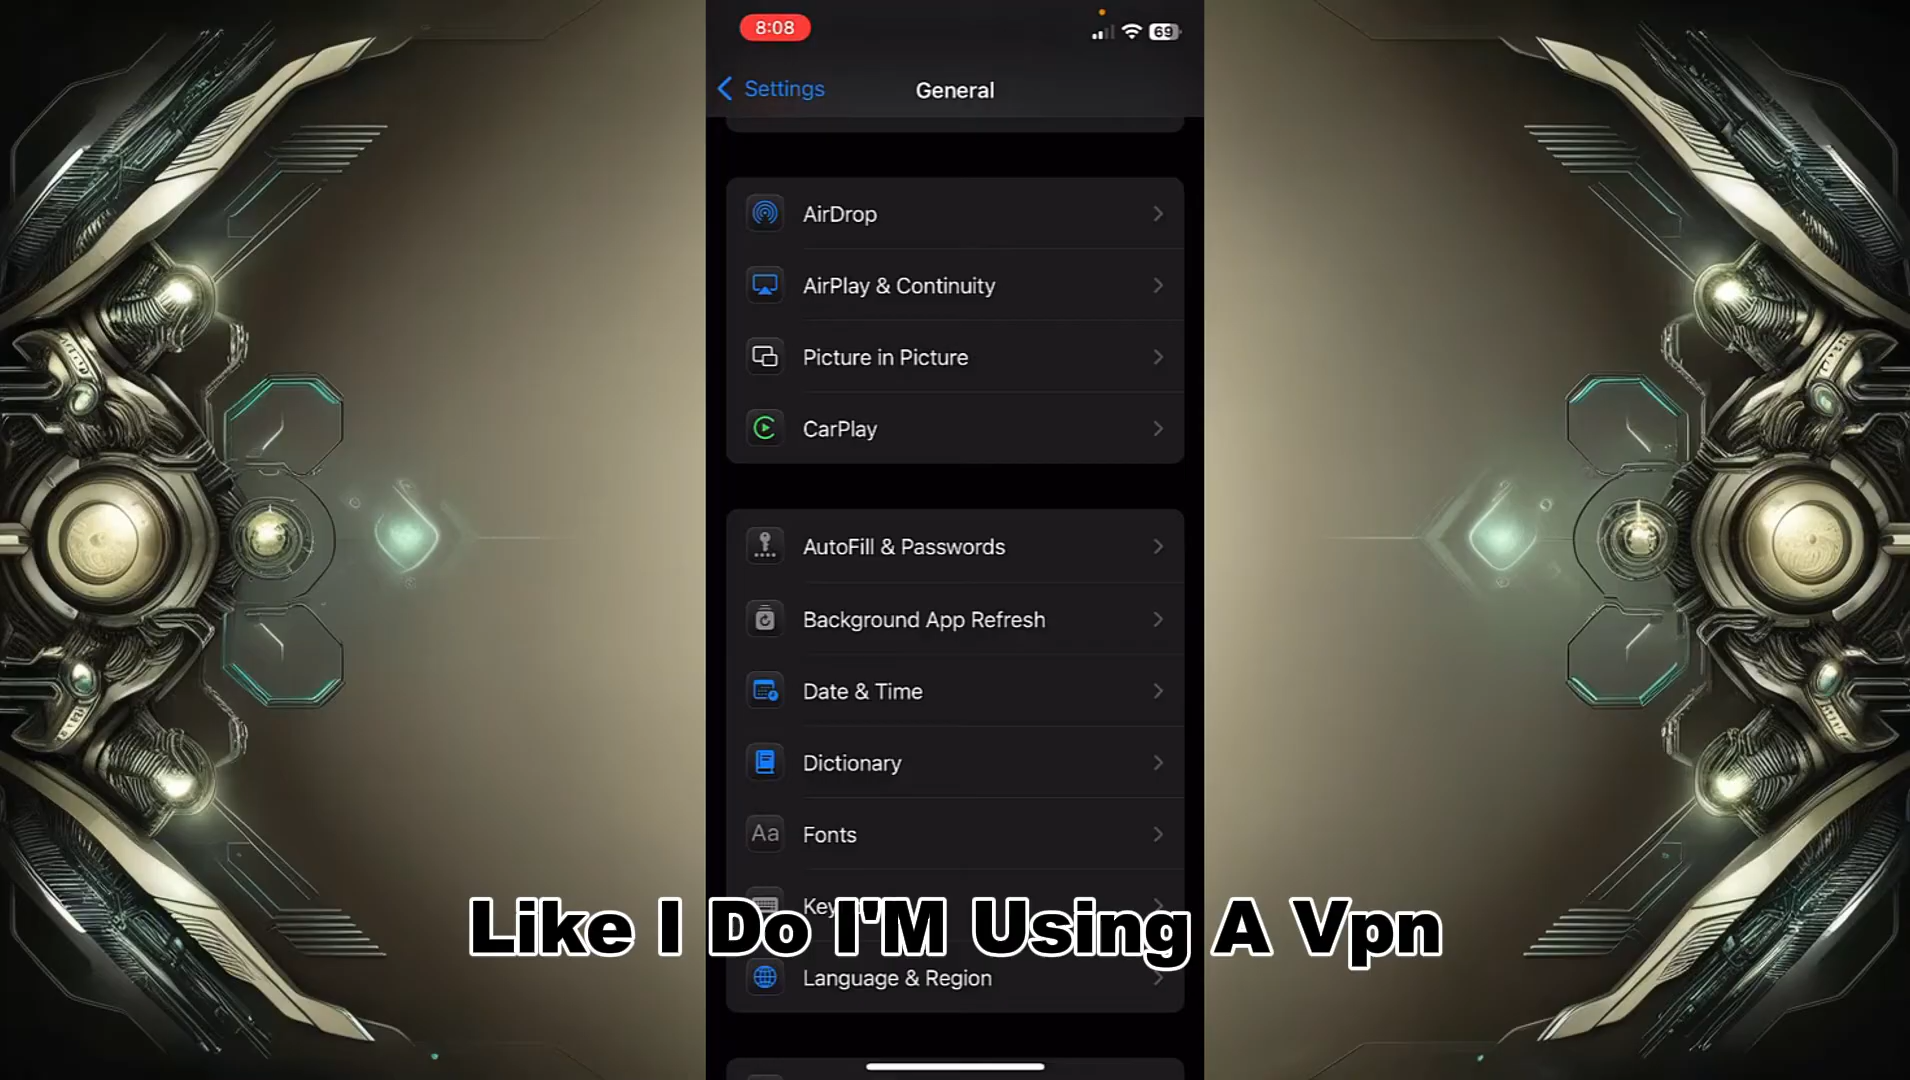 8:08
69
Settings
General
AirDrop
AirPlay & Continuity
Picture in Picture
CarPlay
AutoFill & Passwords
Background App Refresh
Date & Time
Dictionary
Aa Fonts
Like I Do I'M Using A Vpn
Language & Region